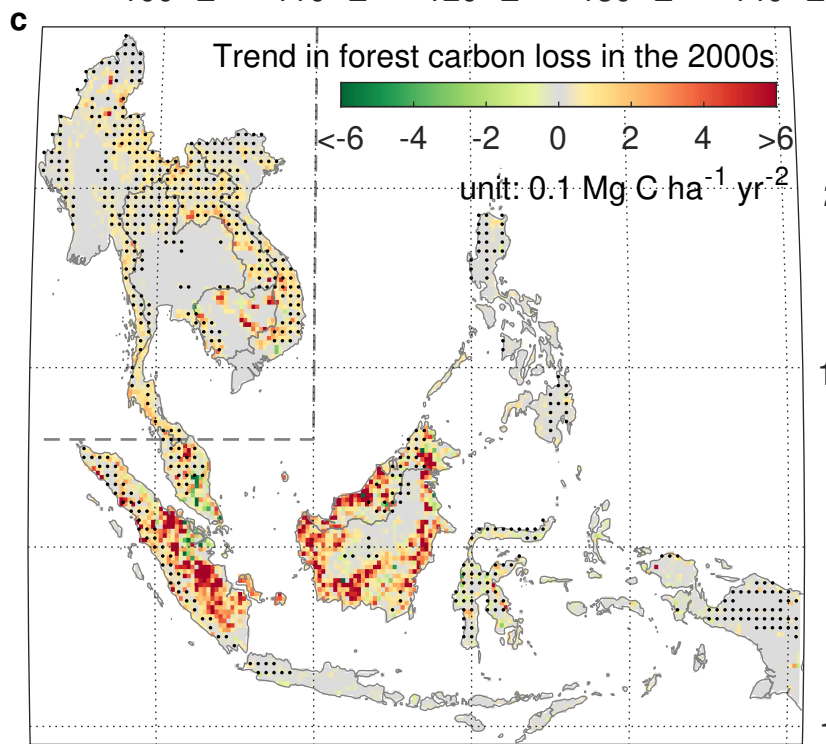 c
Trend in forest carbon loss in the 2000s
<-6 -4 -2 0 2 4 >6
unit: 0.1 Mg C ha⁻¹ yr⁻²